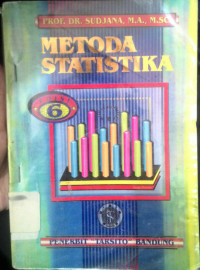 PROF. DR. SUDJANA, M.A., M.SC.
METODA
STATISTIKA
6
PENERBIT TARSITO BANDUNG